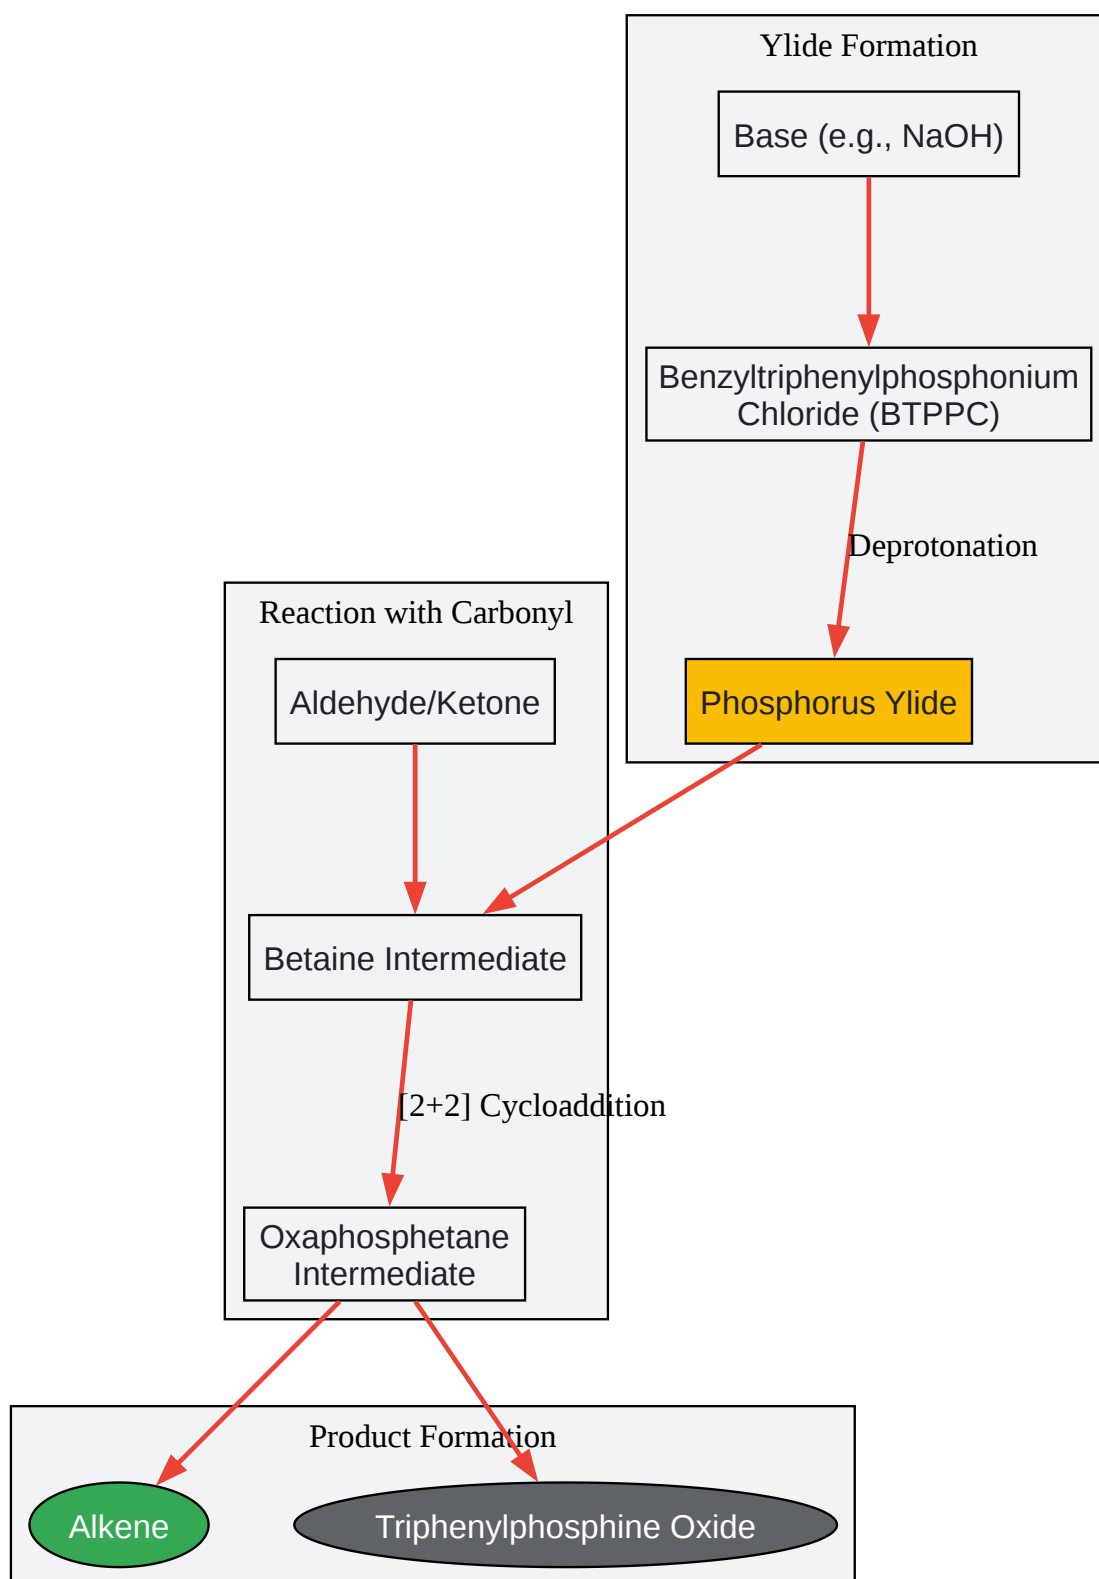 Ylide Formation
Base (e.g., NaOH)
Benzyltriphenylphosphonium
Chloride (BTPPC)
Deprotonation
Phosphorus Ylide
Reaction with Carbonyl
Aldehyde/Ketone
Betaine Intermediate
[2+2] Cycloaddition
Oxaphosphetane
Intermediate
Product Formation
Alkene
Triphenylphosphine Oxide